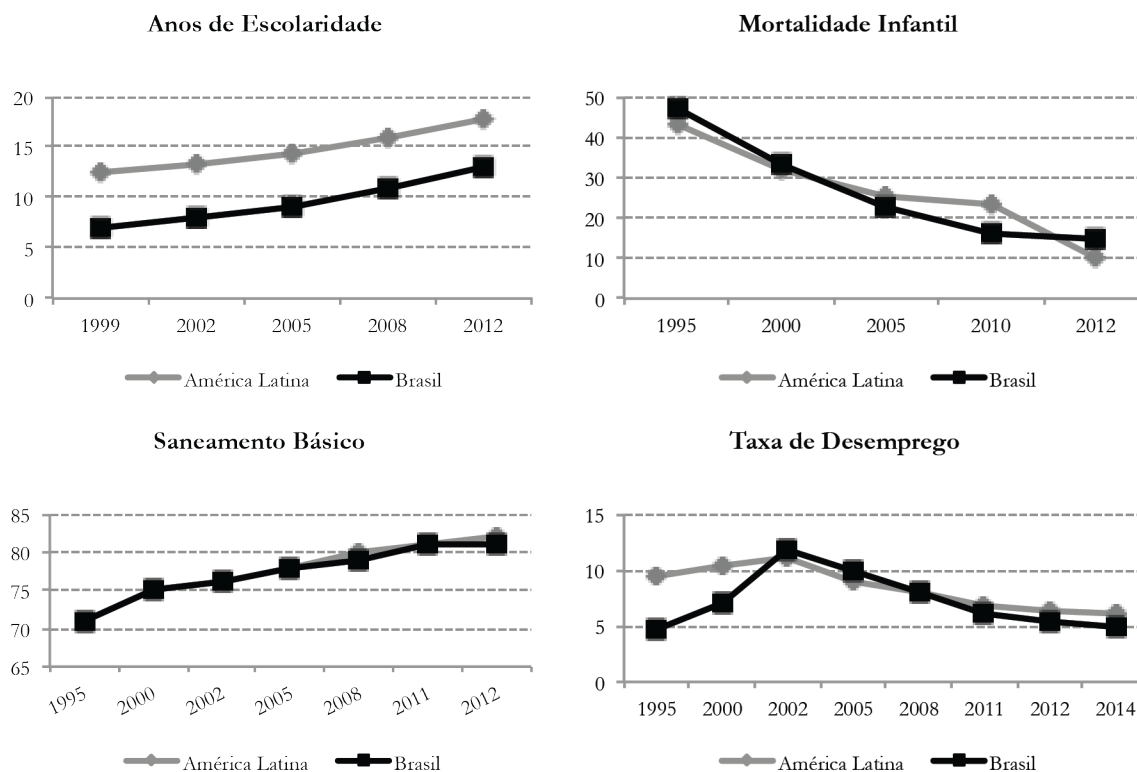 Anos de Escolaridade
20
15
10
5
0
1999 2002 2005 2008 2012
América Latina Brasil
Mortalidade Infantil
50
40
30
20
10
0
1995 2000 2005 2010 2012
América Latina Brasil
Saneamento Básico
85
80
75
70
65
1995 2000 2002 2005 2008 2011 2012
América Latina Brasil
Taxa de Desemprego
15
10
5
0
1995 2000 2002 2005 2008 2011 2012 2014
América Latina Brasil